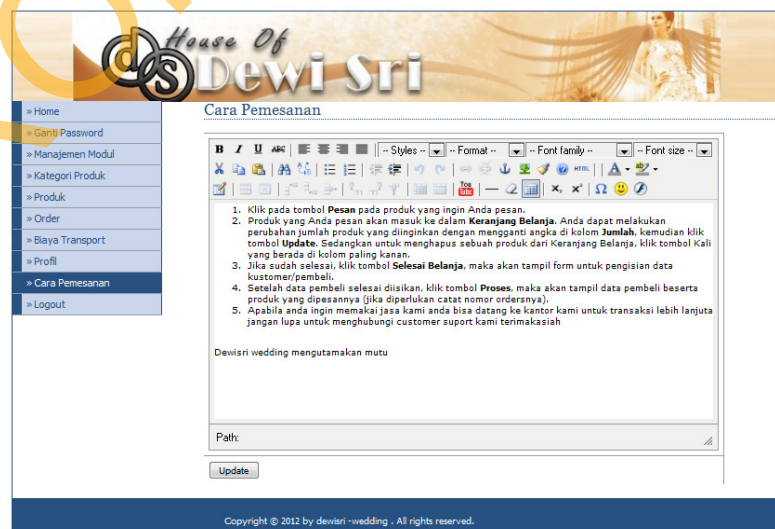 House Of
ds Dewi Sri
» Home
» Ganti Password
» Manajemen Modul
» Kategori Produk
» Produk
» Order
» Biaya Transport
» Profil
» Cara Pemesanan
» Logout
Cara Pemesanan
B I U ABC -- Styles -- -- Format -- -- Font family -- -- Font size --
HTML A ab
You Tube x₂ x² Ω
1. Klik pada tombol Pesan pada produk yang ingin Anda pesan.
2. Produk yang Anda pesan akan masuk ke dalam Keranjang Belanja. Anda dapat melakukan
perubahan jumlah produk yang diinginkan dengan mengganti angka di kolom Jumlah, kemudian klik
tombol Update. Sedangkan untuk menghapus sebuah produk dari Keranjang Belanja, klik tombol Kali
yang berada di kolom paling kanan.
3. Jika sudah selesai, klik tombol Selesai Belanja, maka akan tampil form untuk pengisian data
kustomer/pembeli.
4. Setelah data pembeli selesai diisikan, klik tombol Proses, maka akan tampil data pembeli beserta
produk yang dipesannya (jika diperlukan catat nomor ordersnya).
5. Apabila anda ingin memakai jasa kami anda bisa datang ke kantor kami untuk transaksi lebih lanjuta
jangan lupa untuk menghubungi customer suport kami terimakasiah
Dewisri wedding mengutamakan mutu
Path:
Update
Copyright © 2012 by dewisri -wedding . All rights reserved.